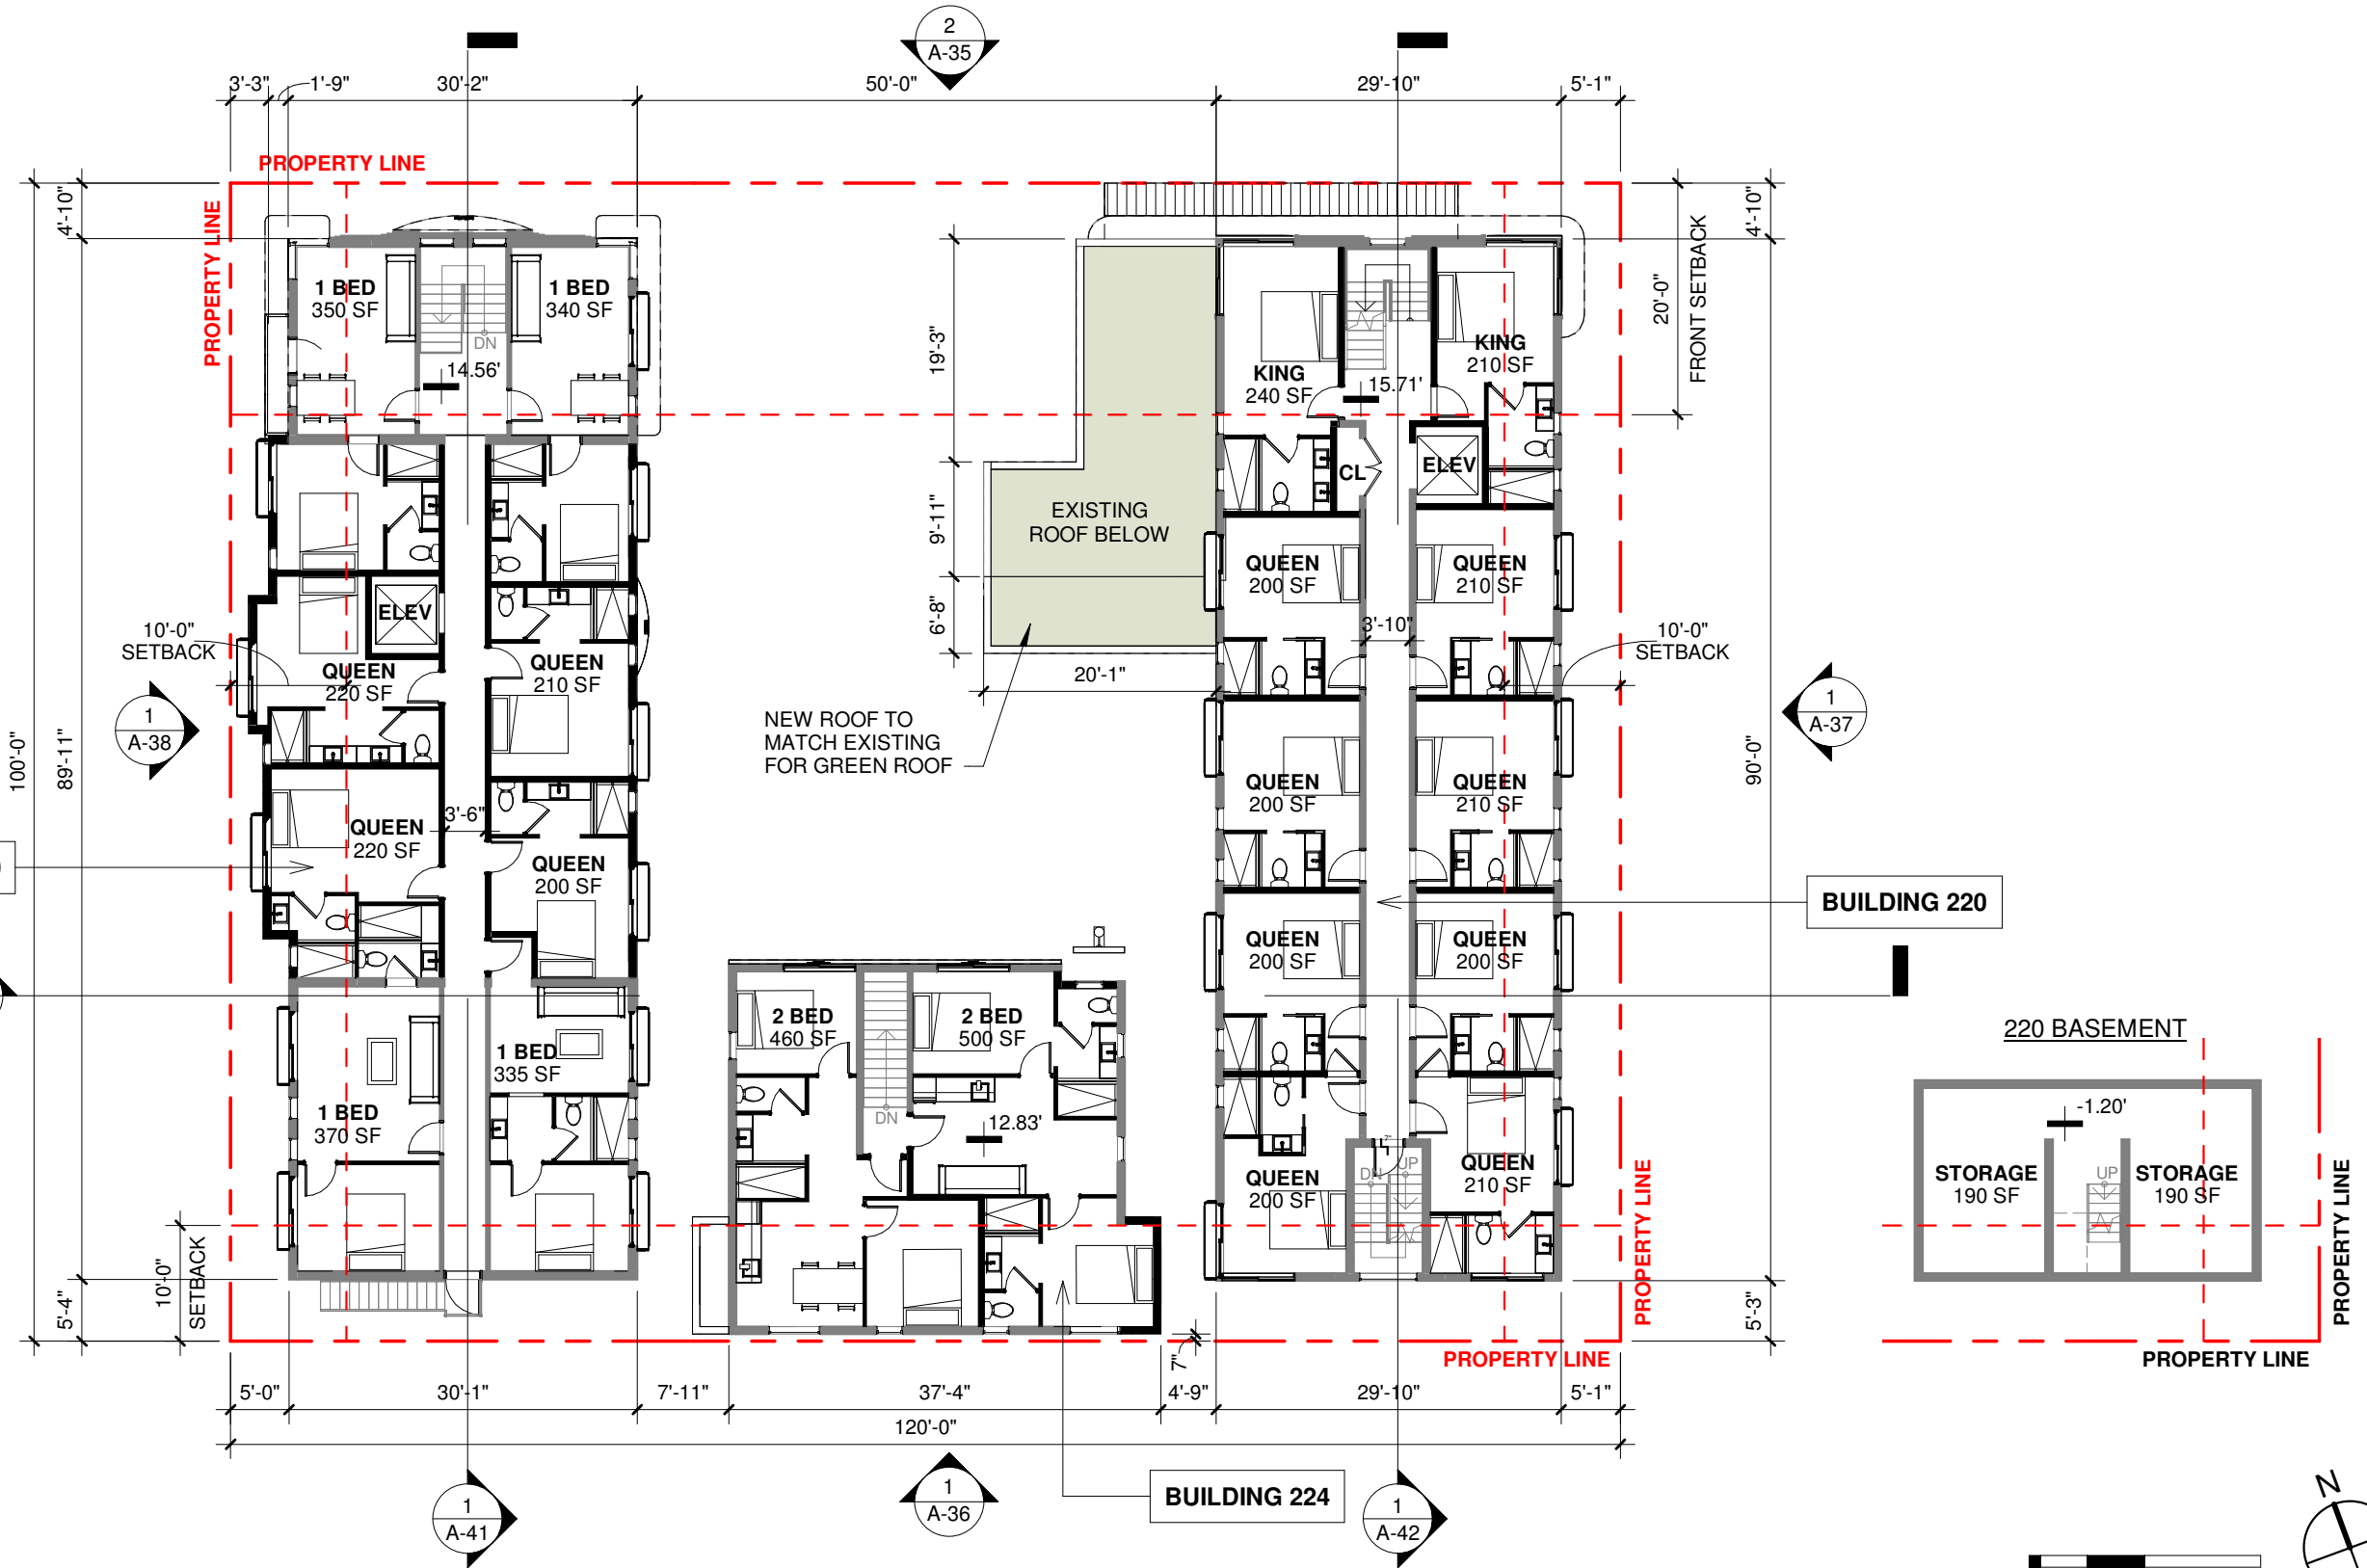 2
A-35
3'-3"
1'-9"
30'-2"
50'-0"
29'-10"
5'-1"
PROPERTY LINE
PROPERTY LINE
4'-10"
4'-10"
20'-0"
FRONT SETBACK
1 BED
350 SF
1 BED
340 SF
DN
14.56'
19'-3"
KING
240 SF
KING
210 SF
15.71'
CL
ELEV
EXISTING
ROOF BELOW
9'-11"
6'-8"
20'-1"
NEW ROOF TO
MATCH EXISTING
FOR GREEN ROOF
QUEEN
200 SF
QUEEN
210 SF
3'-10"
10'-0"
SETBACK
10'-0"
SETBACK
ELEV
QUEEN
220 SF
QUEEN
210 SF
1
A-38
1
A-37
100'-0"
89'-11"
90'-0"
QUEEN
200 SF
QUEEN
210 SF
3'-6"
QUEEN
220 SF
QUEEN
200 SF
BUILDING 220
QUEEN
200 SF
QUEEN
200 SF
2 BED
460 SF
2 BED
500 SF
DN
12.83'
1 BED
335 SF
1 BED
370 SF
220 BASEMENT
-1.20'
STORAGE
190 SF
UP
STORAGE
190 SF
QUEEN
200 SF
DN
UP
QUEEN
210 SF
7"
PROPERTY LINE
PROPERTY LINE
10'-0"
SETBACK
5'-4"
5'-3"
7"
PROPERTY LINE
PROPERTY LINE
5'-0"
30'-1"
7'-11"
37'-4"
4'-9"
29'-10"
5'-1"
120'-0"
1
A-41
1
A-36
BUILDING 224
1
A-42
N